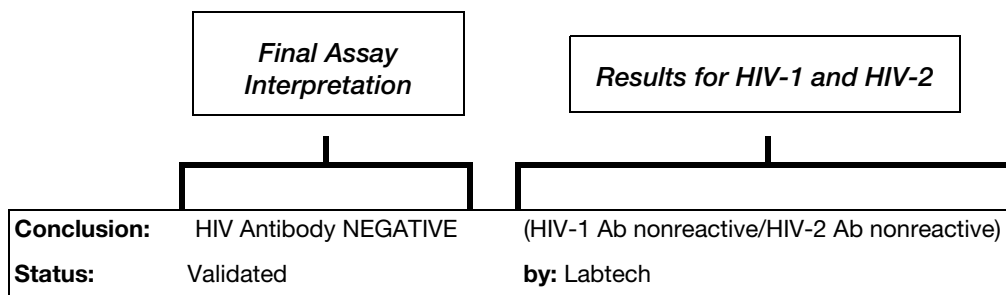 Final Assay
Interpretation
Results for HIV-1 and HIV-2
Conclusion: HIV Antibody NEGATIVE (HIV-1 Ab nonreactive/HIV-2 Ab nonreactive)
Status: Validated by: Labtech